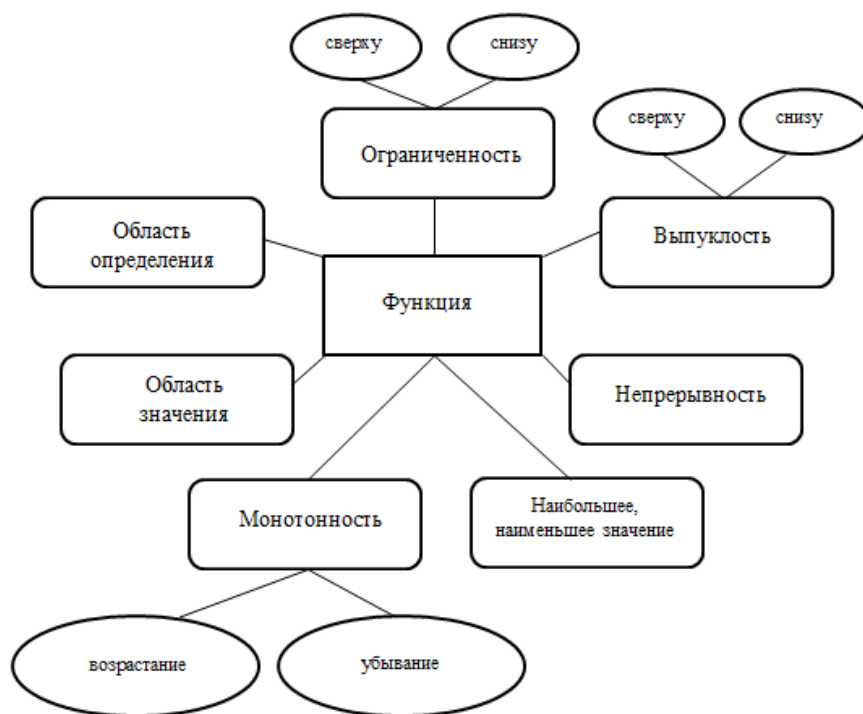 сверху
снизу
Ограниченность
сверху
снизу
Выпуклость
Область
определения
Функция
Область
значения
Непрерывность
Монотонность
Наибольшее,
наименьшее значение
возрастание
убывание